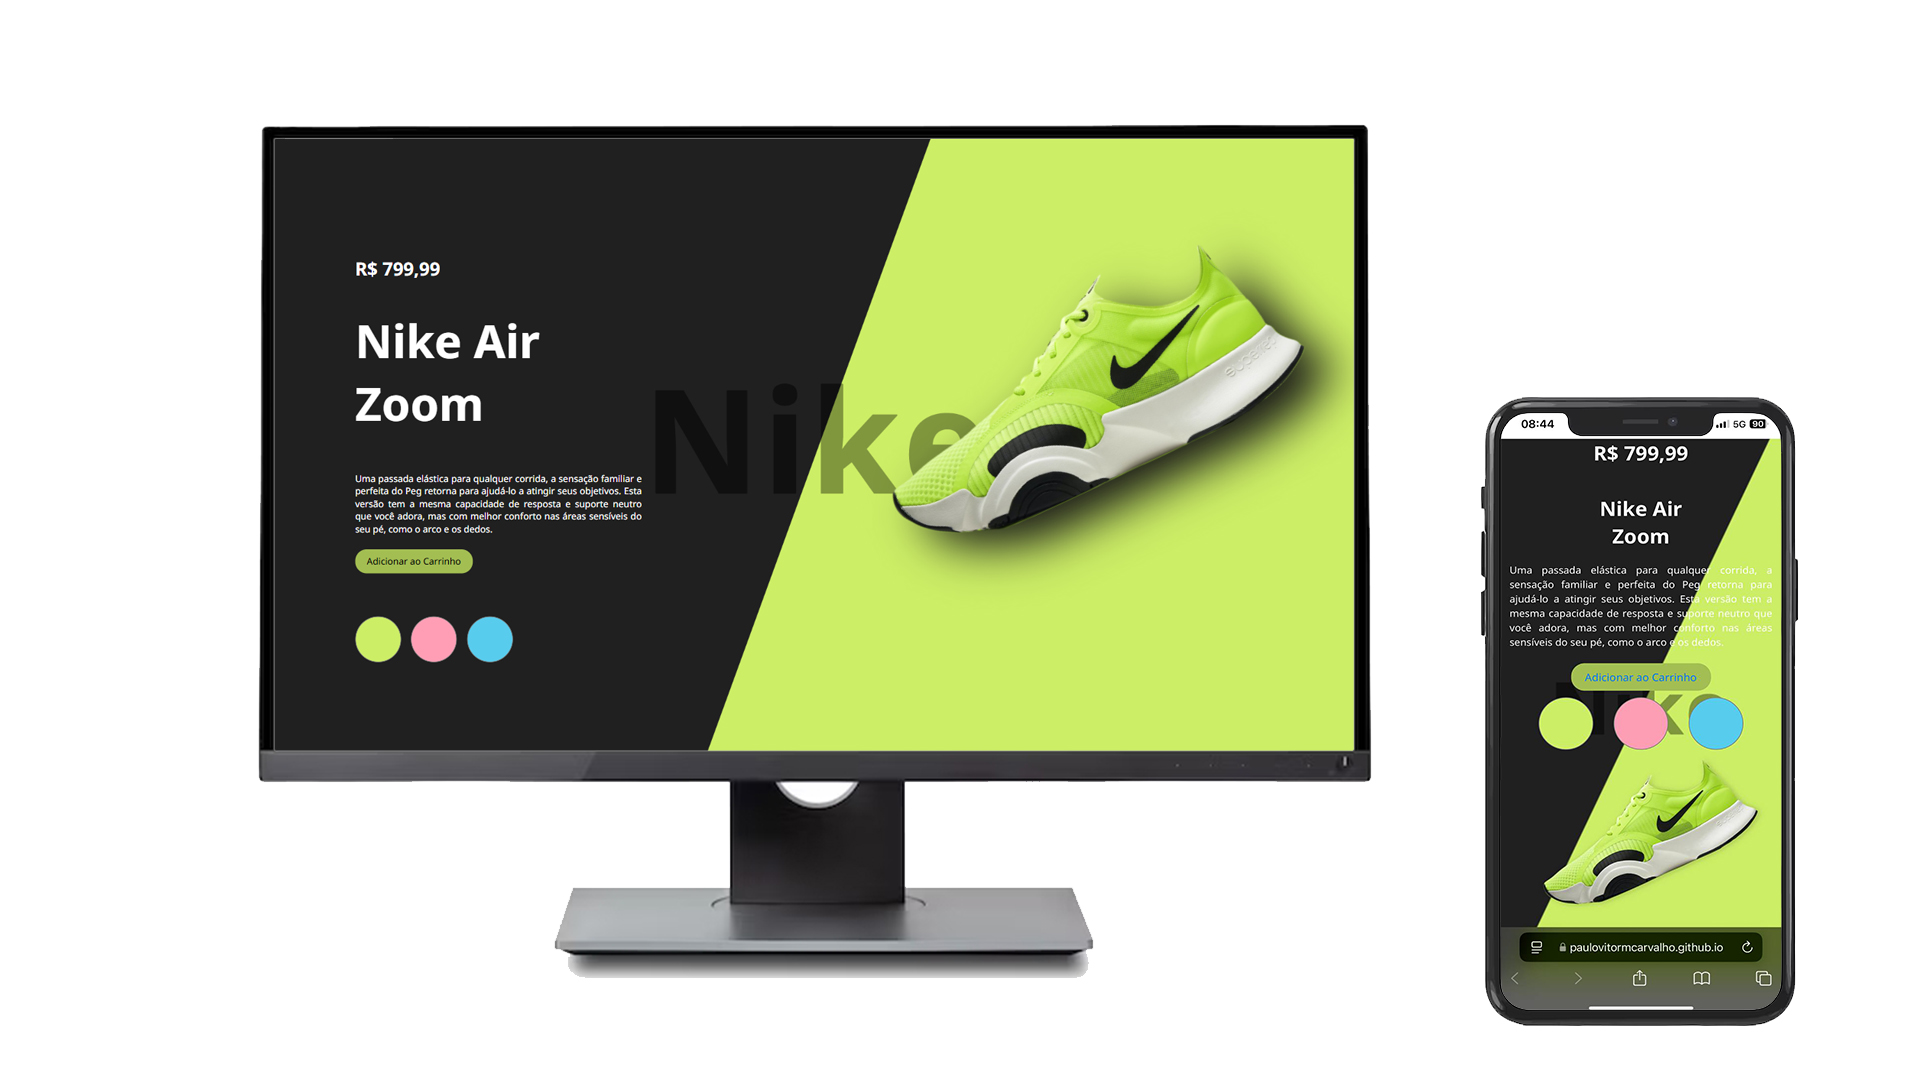 R$ 799,99
Nike Air
Zoom
Nike
Uma passada elástica para qualquer corrida, a sensação familiar e
perfeita do Peg retorna para ajudá-lo a atingir seus objetivos. Esta
versão tem a mesma capacidade de resposta e suporte neutro
que você adora, mas com melhor conforto nas áreas sensíveis do
seu pé, como o arco e os dedos.
Adicionar ao Carrinho
08:44
5G 90
R$ 799,99
Nike Air
Zoom
Uma passada elástica para qualquer corrida, a
sensação familiar e perfeita do Peg retorna para
ajudá-lo a atingir seus objetivos. Esta versão tem a
mesma capacidade de resposta e suporte neutro que
você adora, mas com melhor conforto nas áreas
sensíveis do seu pé, como o arco e os dedos.
Adicionar ao Carrinho
Nike
paulovitormcarvalho.github.io